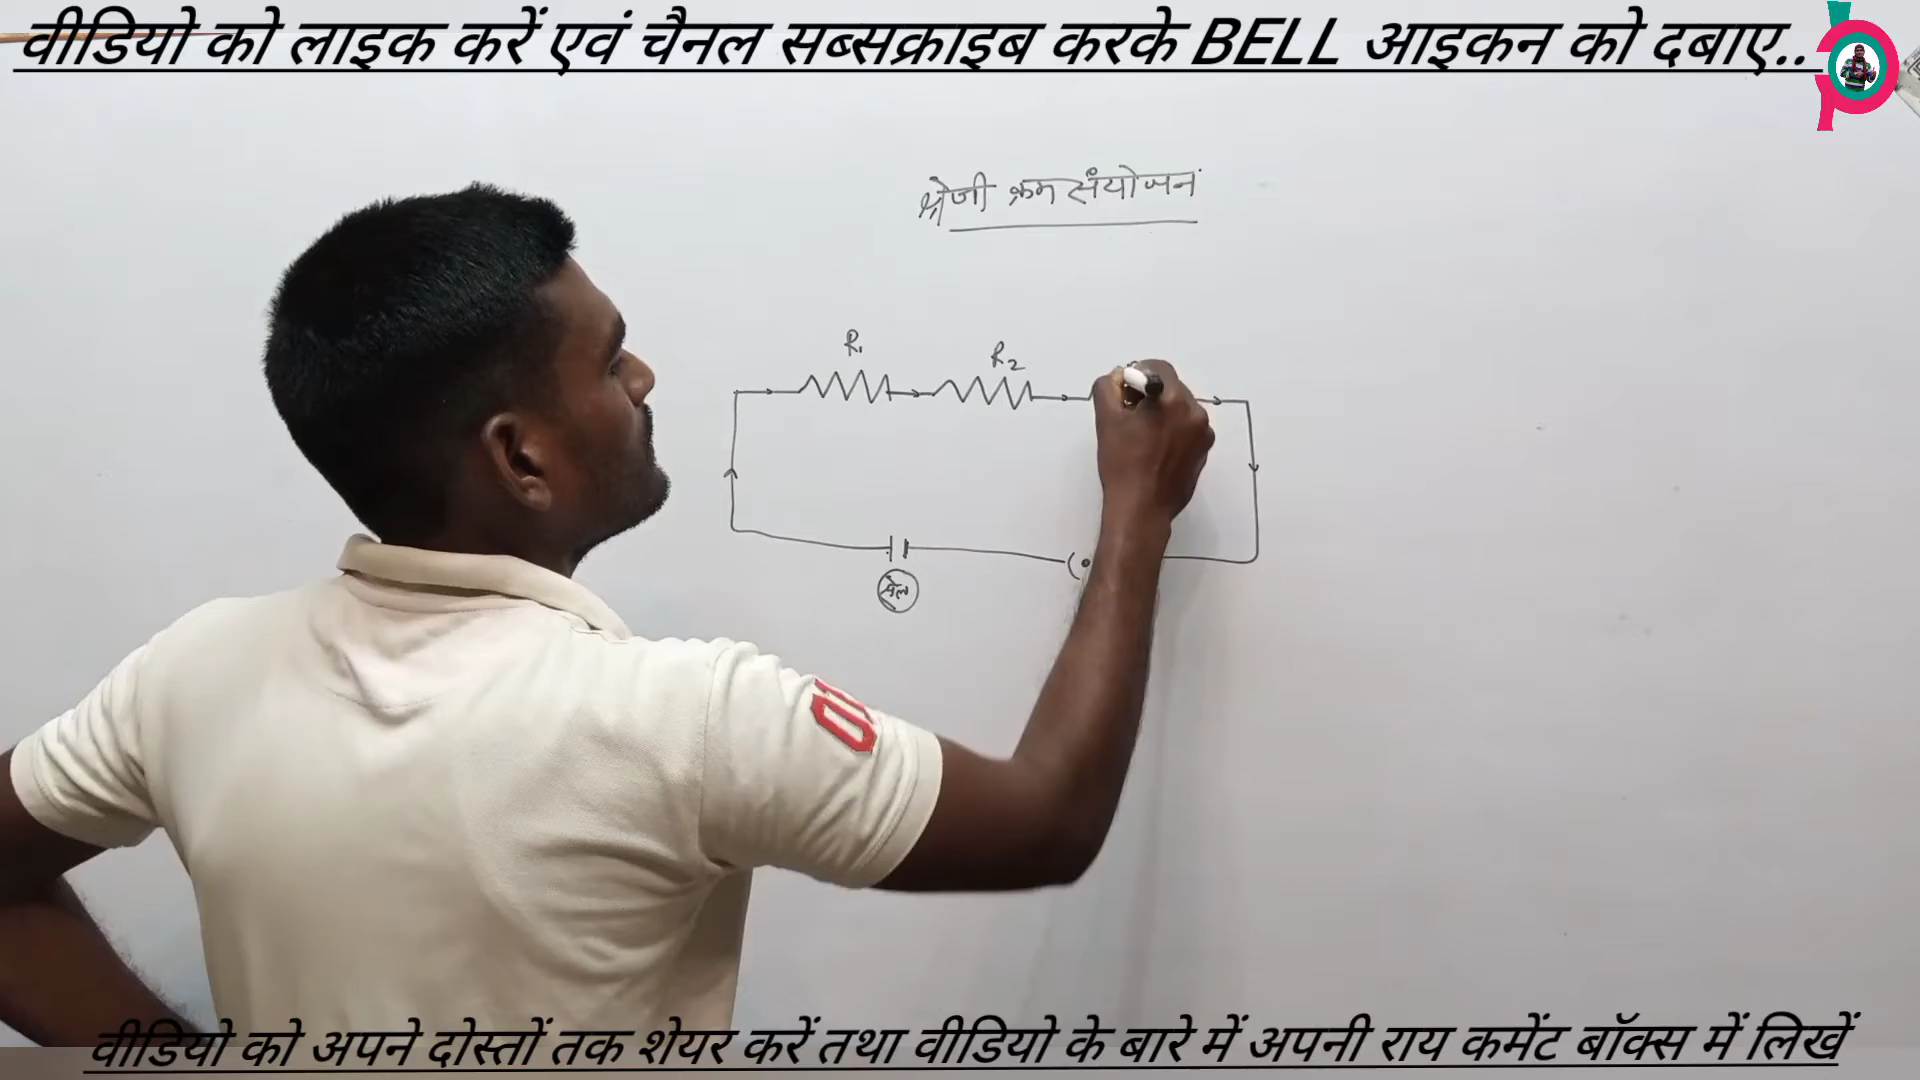 वीडियो को लाइक करें एवं चैनल सब्सक्राइब करके BELL आइकन को दबाए..
श्रेणी क्रम संयोजन
R₁
R₂
सेल
01
वीडियो को अपने दोस्तों तक शेयर करें तथा वीडियो के बारे में अपनी राय कमेंट बॉक्स में लिखें